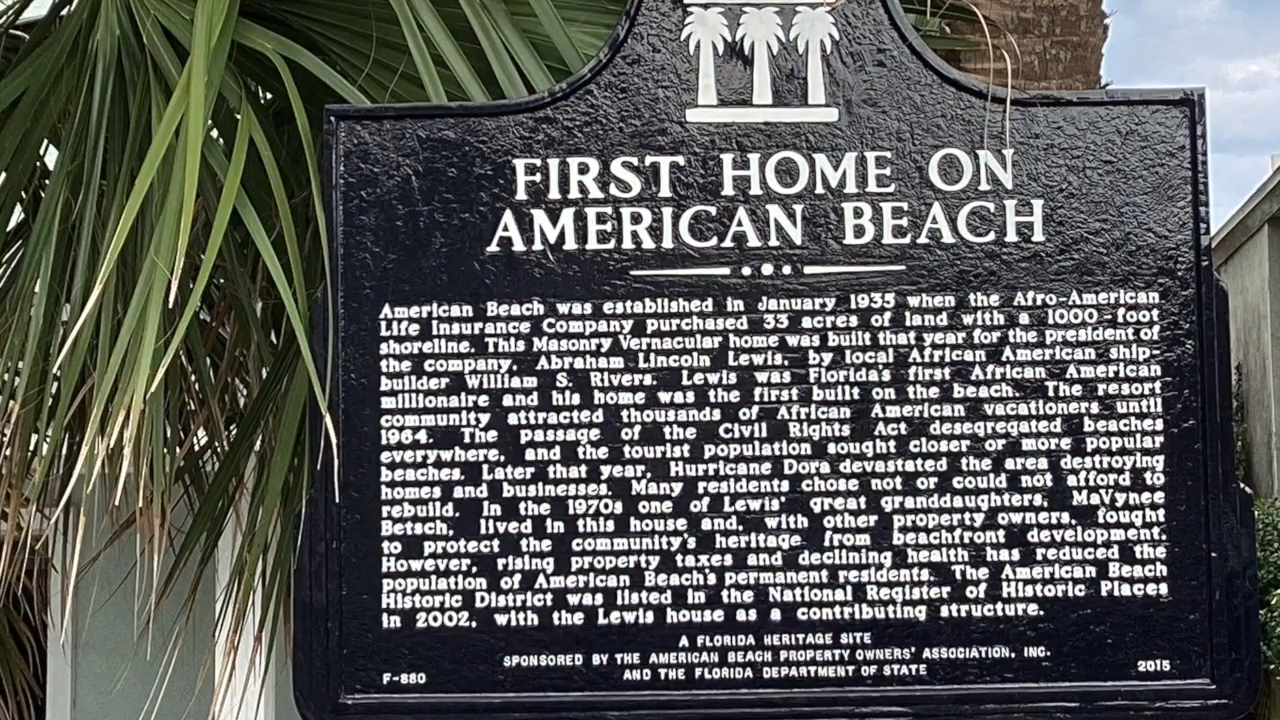 FIRST HOME ON
AMERICAN BEACH
American Beach was established in January 1935 when the Afro-American
Life Insurance Company purchased 33 acres of land with a 1000-foot
shoreline. This Masonry Vernacular home was built that year for the president of
the company, Abraham Lincoln Lewis, by local African American ship-
builder William S. Rivers. Lewis was Florida's first African American
millionaire and his home was the first built on the beach. The resort
community attracted thousands of African American vacationers until
1964. The passage of the Civil Rights Act desegregated beaches
everywhere, and the tourist population sought closer or more popular
beaches. Later that year, Hurricane Dora devastated the area destroying
homes and businesses. Many residents chose not or could not afford to
rebuild. In the 1970s one of Lewis' great granddaughters, MaVynee
Betsch, lived in this house and, with other property owners, fought
to protect the community's heritage from beachfront development.
However, rising property taxes and declining health has reduced the
population of American Beach's permanent residents. The American Beach
Historic District was listed in the National Register of Historic Places
in 2002, with the Lewis house as a contributing structure.
A FLORIDA HERITAGE SITE
SPONSORED BY THE AMERICAN BEACH PROPERTY OWNERS' ASSOCIATION, INC.
AND THE FLORIDA DEPARTMENT OF STATE
F-880
2015